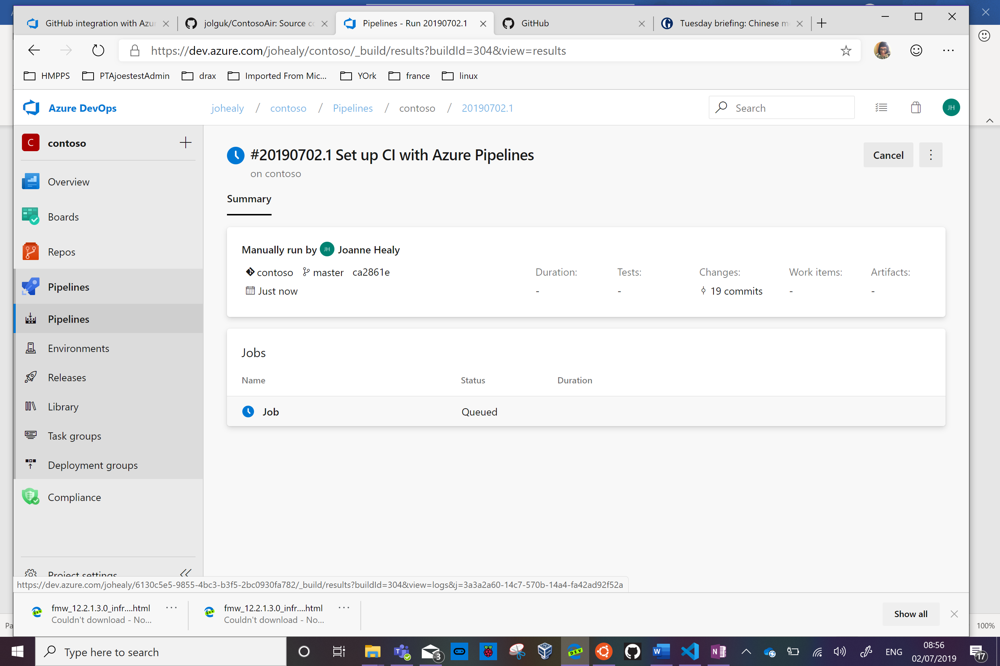 GitHub integration with Azur
jolguk/ContosoAir: Source co
Pipelines - Run 20190702.1
GitHub
Tuesday briefing: Chinese m
https://dev.azure.com/johealy/contoso/_build/results?buildId=304&view=results
HMPPS
PTAjoestestAdmin
drax
Imported From Mic...
YOrk
france
linux
Azure DevOps
johealy / contoso / Pipelines / contoso / 20190702.1
Search
JH
C contoso
Overview
Boards
Repos
Pipelines
Pipelines
Environments
Releases
Library
Task groups
Deployment groups
Compliance
Project settings
#20190702.1 Set up CI with Azure Pipelines
on contoso
Cancel
Summary
Manually run by JH Joanne Healy
contoso master ca2861e
Just now
Duration:
-
Tests:
-
Changes:
19 commits
Work items:
-
Artifacts:
-
Jobs
Name Status Duration
Job Queued
https://dev.azure.com/johealy/6130c5e5-9855-4bc3-b3f5-2bc0930fa782/_build/results?buildId=304&view=logs&j=3a3a2a60-14c7-570b-14a4-fa42ad92f52a
fmw_12.2.1.3.0_infr....html
Couldn't download - No...
fmw_12.2.1.3.0_infr....html
Couldn't download - No...
Show all
Pa
100%
Type here to search
T
3
DEV
W
N
ENG
08:56
02/07/2019
17